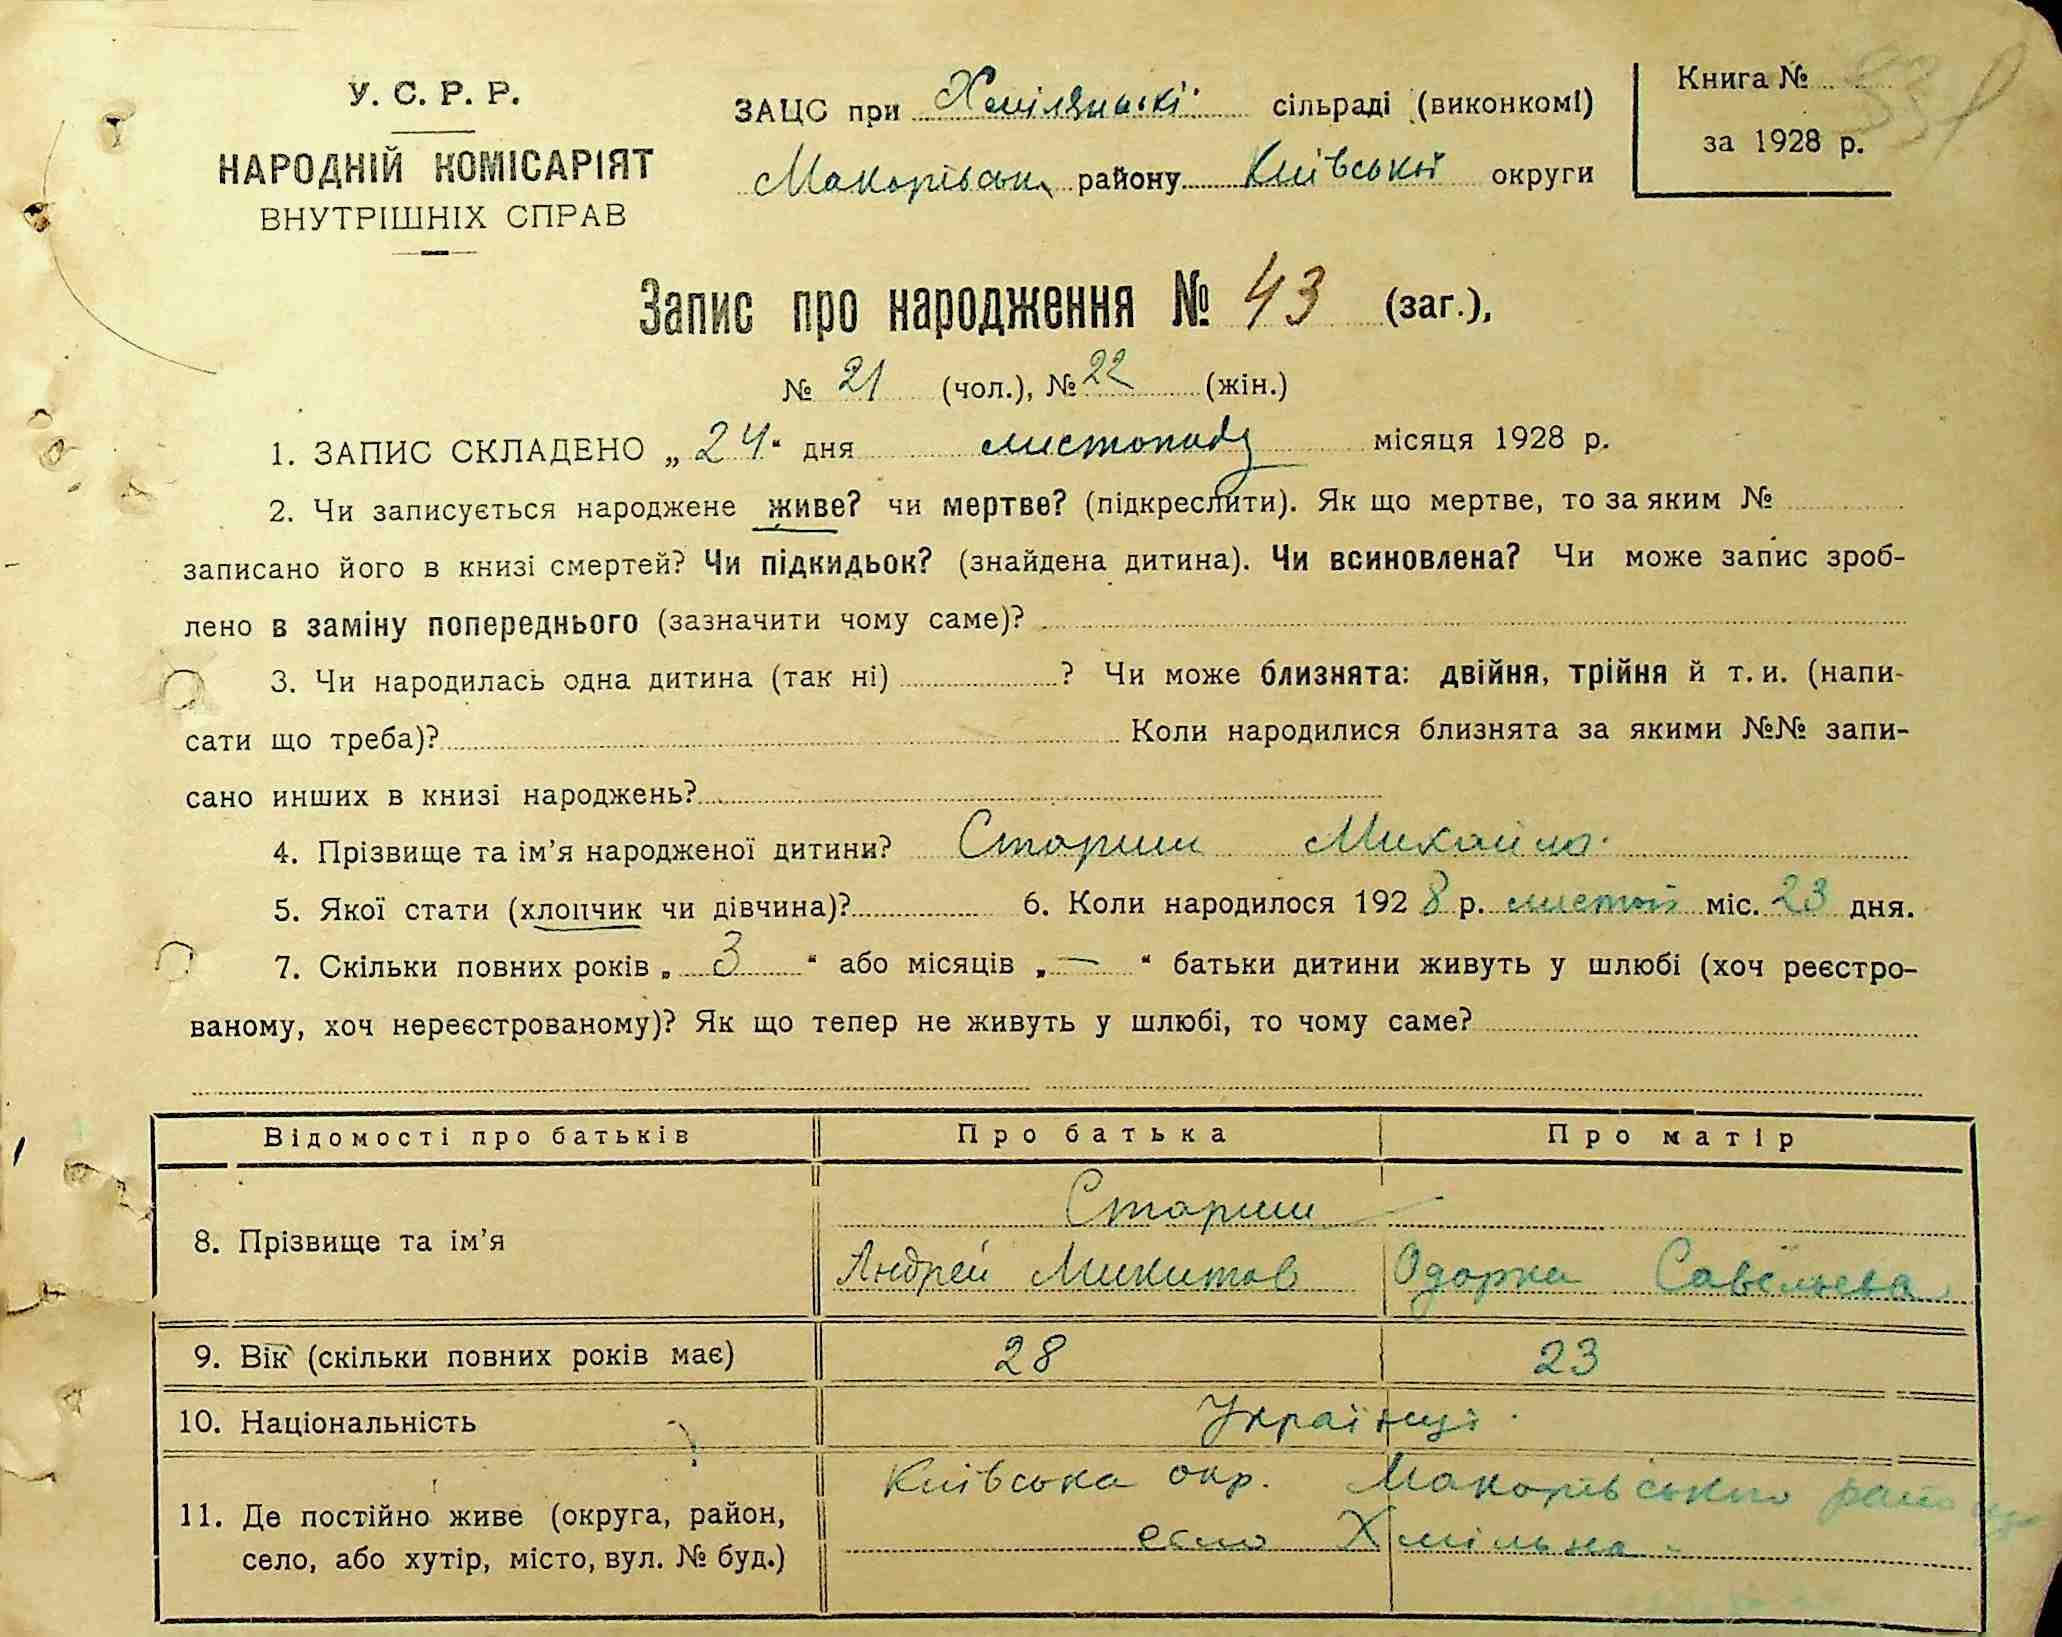 У. С. Р. Р.
НАРОДНІЙ КОМІСАРІЯТ
ВНУТРІШНІХ СПРАВ
ЗАЦС при сільраді (виконкомі)
Макорівськ району Київської округи
Книга №
за 1928 р.
Запис про народження № 43 (заг.),
№ 21 (чол.), № 22 (жін.)
1. ЗАПИС СКЛАДЕНО „ 24 “ дня листопаду місяця 1928 р.
2. Чи записується народжене живе? чи мертве? (підкреслити). Як що мертве, то за яким №
записано його в книзі смертей? Чи підкидьок? (знайдена дитина). Чи всиновлена? Чи може запис зроб-
лено в заміну попереднього (зазначити чому саме)?
3. Чи народилась одна дитина (так ні) ? Чи може близнята: двійня, трійня й т. и. (напи-
сати що треба)? Коли народилися близнята за якими №№ запи-
сано инших в книзі народжень?
4. Прізвище та ім’я народженої дитини? Стариш Михайло.
5. Якої стати (хлопчик чи дівчина)? 6. Коли народилося 1928 р. листоп міс. 23 дня.
7. Скільки повних років „ 3 “ або місяців „ — “ батьки дитини живуть у шлюбі (хоч реєстро-
ваному, хоч нереєстрованому)? Як що тепер не живуть у шлюбі, то чому саме?
Відомості про батьків Про батька Про матір
8. Прізвище та ім’я
Стариш
Андрей Микитов Одарка Савельева
9. Вік (скільки повних років має) 28 23
10. Національність Українці.
11. Де постійно живе (округа, район,
село, або хутір, місто, вул. № буд.)
Київська окр. Макорівського району
село Хмільна